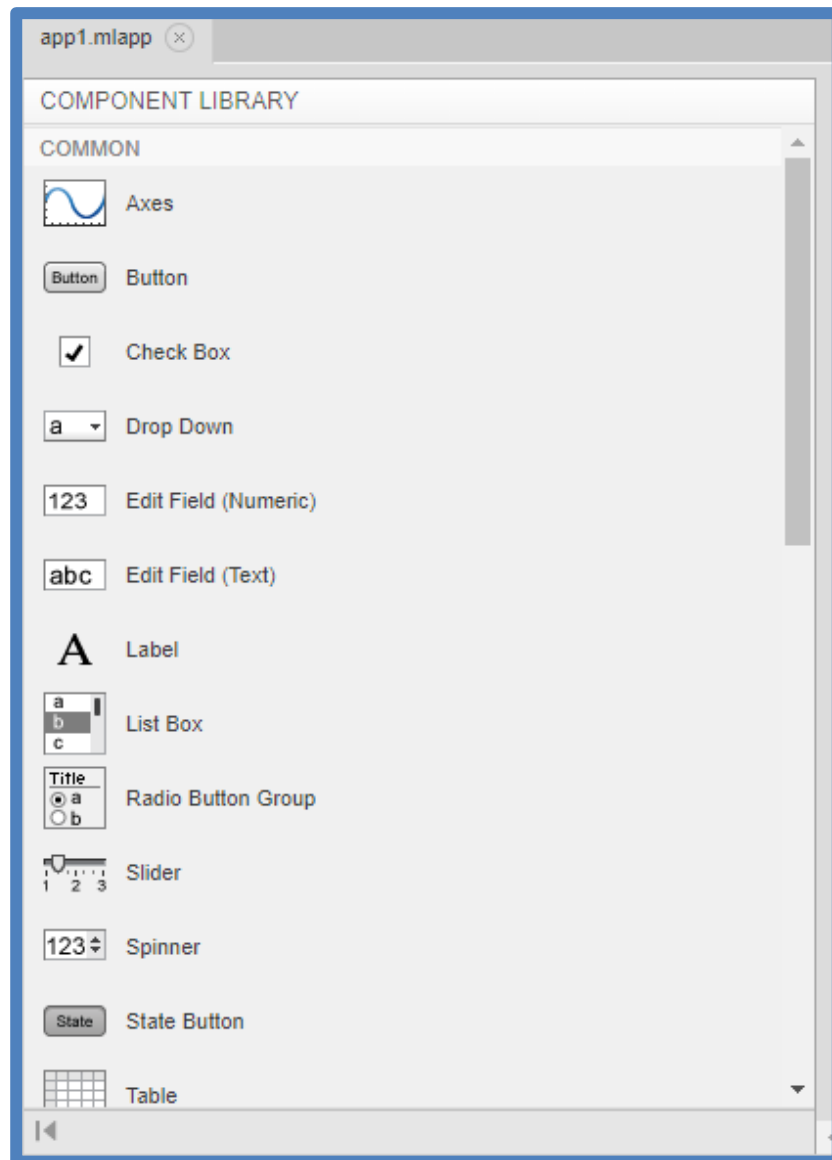 app1.mlapp
COMPONENT LIBRARY
COMMON
Axes
Button Button
Check Box
a Drop Down
123 Edit Field (Numeric)
abc Edit Field (Text)
A Label
a
b List Box
c
Title
a Radio Button Group
b
Slider
1 2 3
123 Spinner
State State Button
Table